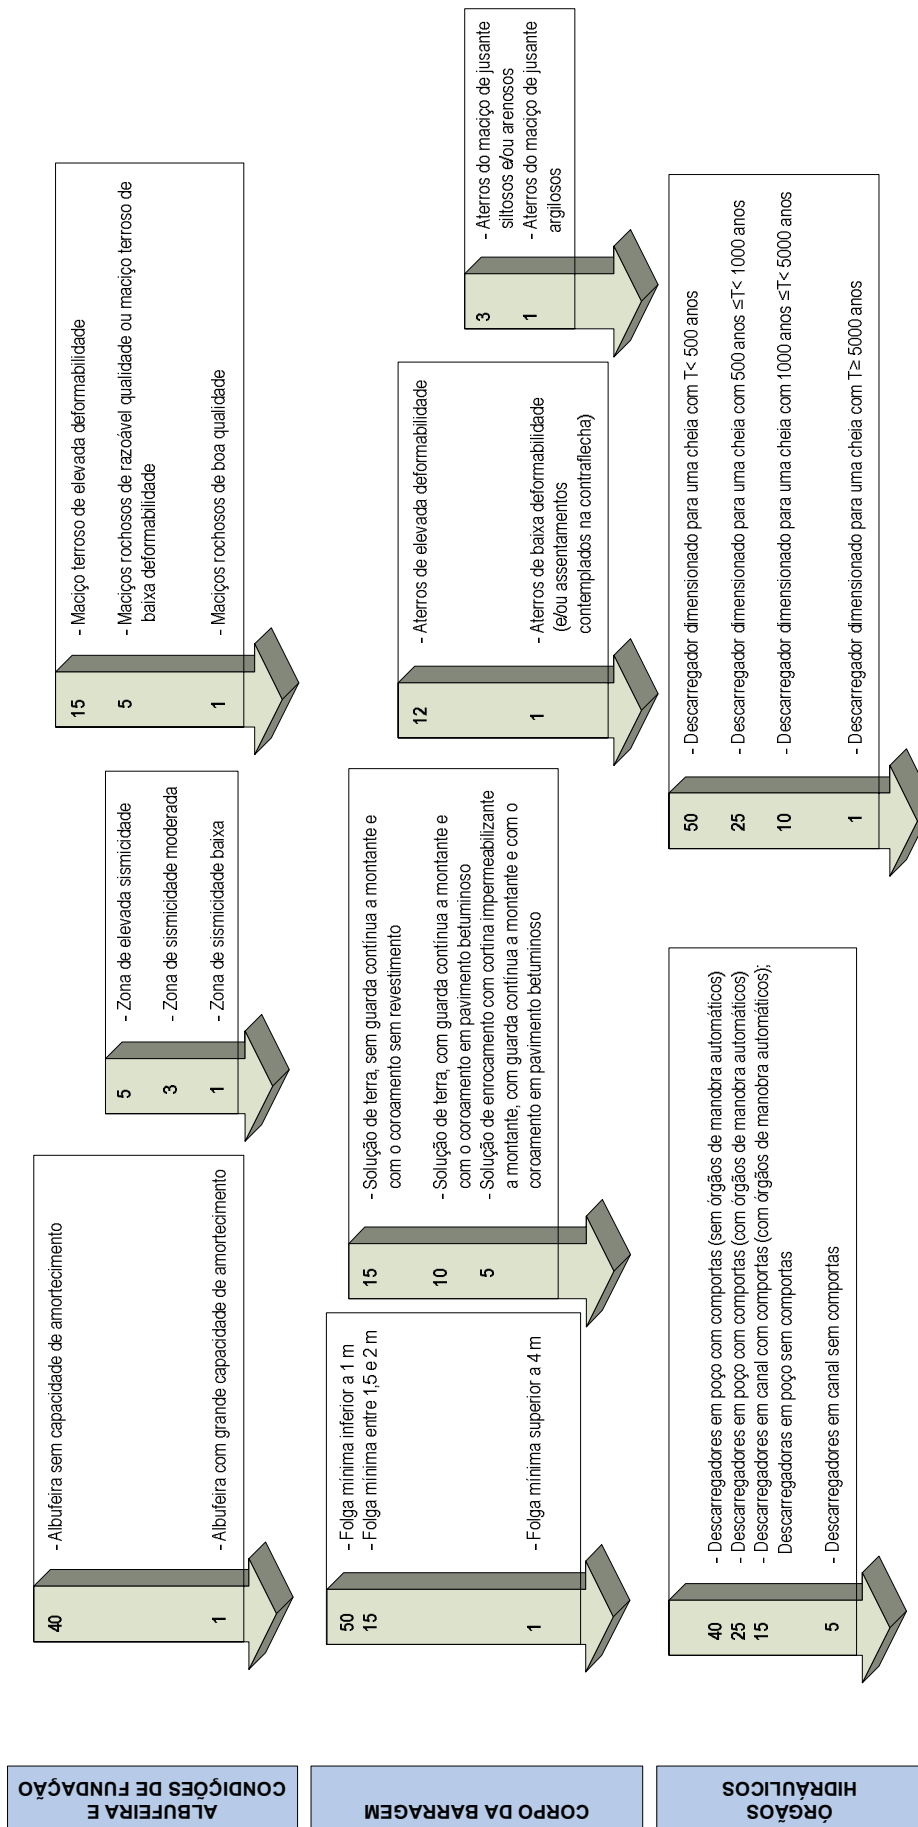 ALBUFEIRA E
CONDIÇÕES DE FUNDAÇÃO
40
- Albufeira sem capacidade de amortecimento
1
- Albufeira com grande capacidade de amortecimento
5
- Zona de elevada sismicidade
3
- Zona de sismicidade moderada
1
- Zona de sismicidade baixa
15
- Maciço terroso de elevada deformabilidade
5
- Maciços rochosos de razoável qualidade ou maciço terroso de
baixa deformabilidade
1
- Maciços rochosos de boa qualidade
CORPO DA BARRAGEM
50
- Folga mínima inferior a 1 m
15
- Folga mínima entre 1,5 e 2 m
1
- Folga mínima superior a 4 m
15
- Solução de terra, sem guarda contínua a montante e
com o coroamento sem revestimento
10
- Solução de terra, com guarda contínua a montante e
com o coroamento em pavimento betuminoso
5
- Solução de enrocamento com cortina impermeabilizante
a montante, com guarda contínua a montante e com o
coroamento em pavimento betuminoso
12
- Aterros de elevada deformabilidade
1
- Aterros de baixa deformabilidade
(e/ou assentamentos
contemplados na contraflecha)
3
- Aterros do maciço de jusante
siltosos e/ou arenosos
1
- Aterros do maciço de jusante
argilosos
ÓRGÃOS
HIDRÁULICOS
40
- Descarregadores em poço com comportas (sem órgãos de manobra automáticos)
25
- Descarregadores em poço com comportas (com órgãos de manobra automáticos)
15
- Descarregadores em canal com comportas (com órgãos de manobra automáticos);
Descarregadoras em poço sem comportas
5
- Descarregadores em canal sem comportas
50
- Descarregador dimensionado para uma cheia com T< 500 anos
25
- Descarregador dimensionado para uma cheia com 500 anos ≤T< 1000 anos
10
- Descarregador dimensionado para uma cheia com 1000 anos ≤T< 5000 anos
1
- Descarregador dimensionado para uma cheia com T≥ 5000 anos